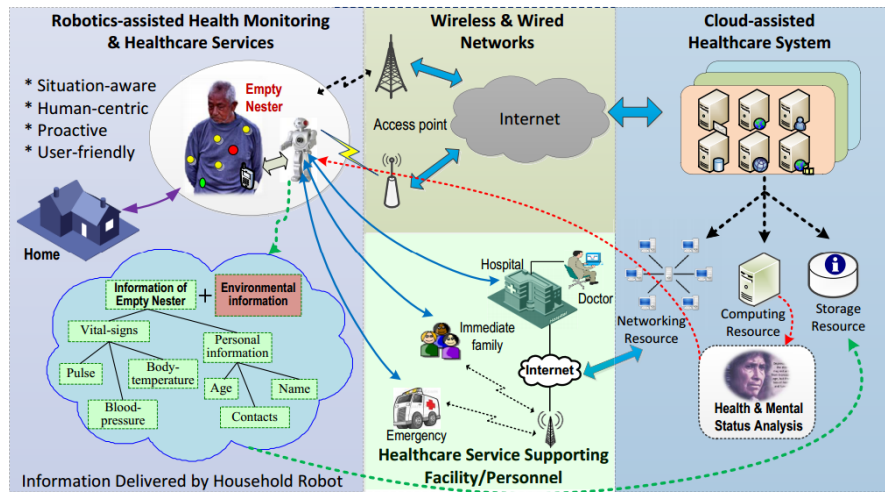 Robotics-assisted Health Monitoring
& Healthcare Services
* Situation-aware
* Human-centric
* Proactive
* User-friendly
Empty
Nester
Home
Information of
Empty Nester
+
Environmental
information
Vital-signs
Personal
information
Pulse
Body-
temperature
Blood-
pressure
Age
Name
Contacts
Information Delivered by Household Robot
Wireless & Wired
Networks
Access point
Internet
Hospital
Doctor
Immediate
family
Internet
Emergency
Healthcare Service Supporting
Facility/Personnel
Cloud-assisted
Healthcare System
Networking
Resource
Computing
Resource
Storage
Resource
Health & Mental
Status Analysis